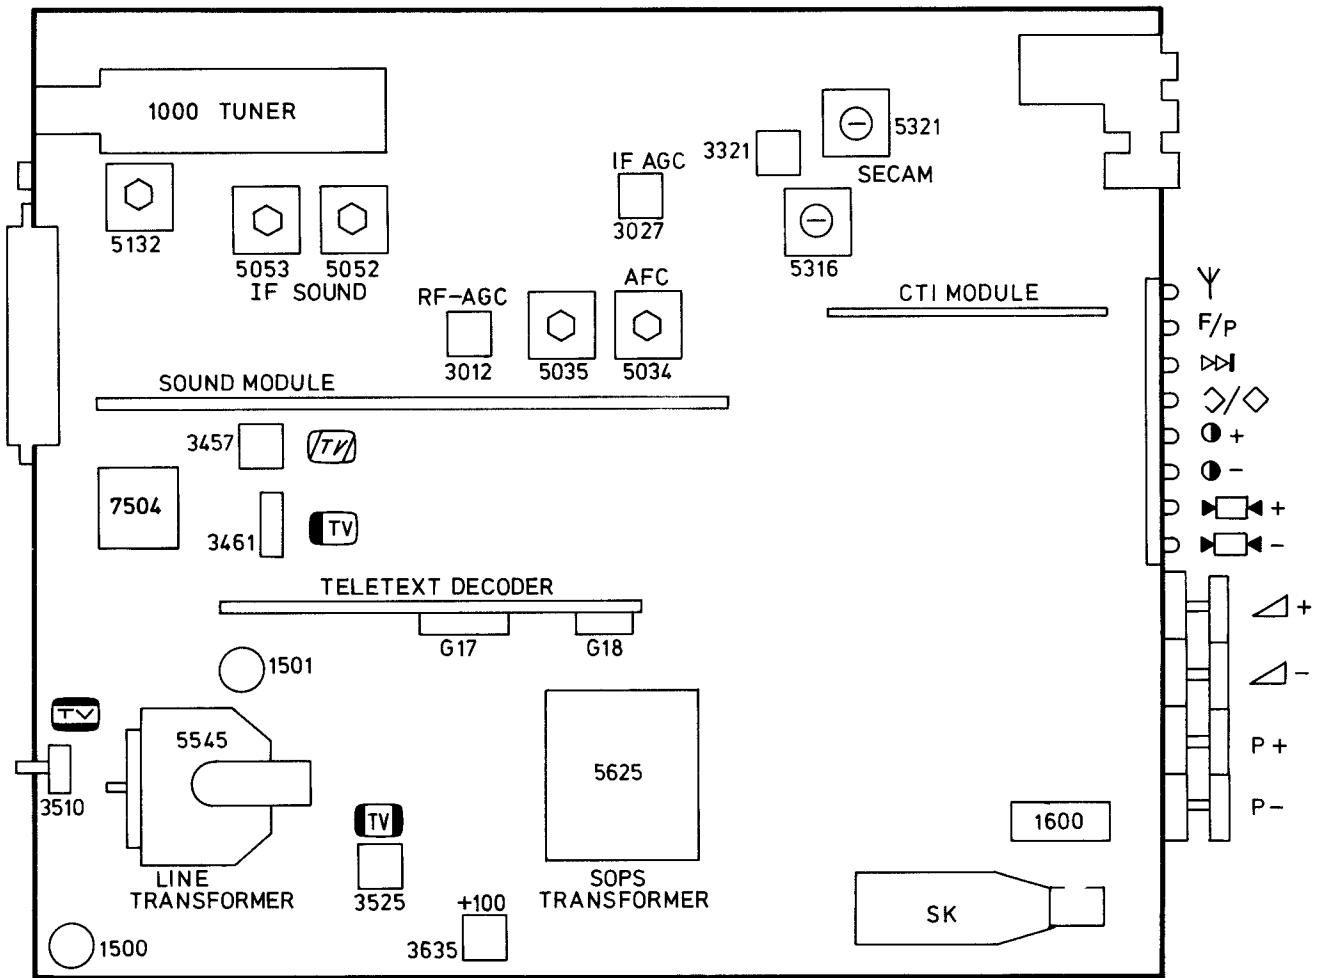 1000 TUNER
5321
3321
IF AGC
SECAM
3027
5132
5053
5052
5316
IF SOUND
AFC
RF-AGC
CTI MODULE
F/P
3012
5035
5034
SOUND MODULE
3457
TV
+
-
7504
3461
TV
+
-
TELETEXT DECODER
+
G17
G18
1501
-
TV
5545
P+
5625
3510
TV
P-
1600
LINE
TRANSFORMER
3525
SOPS
TRANSFORMER
+100
SK
1500
3635